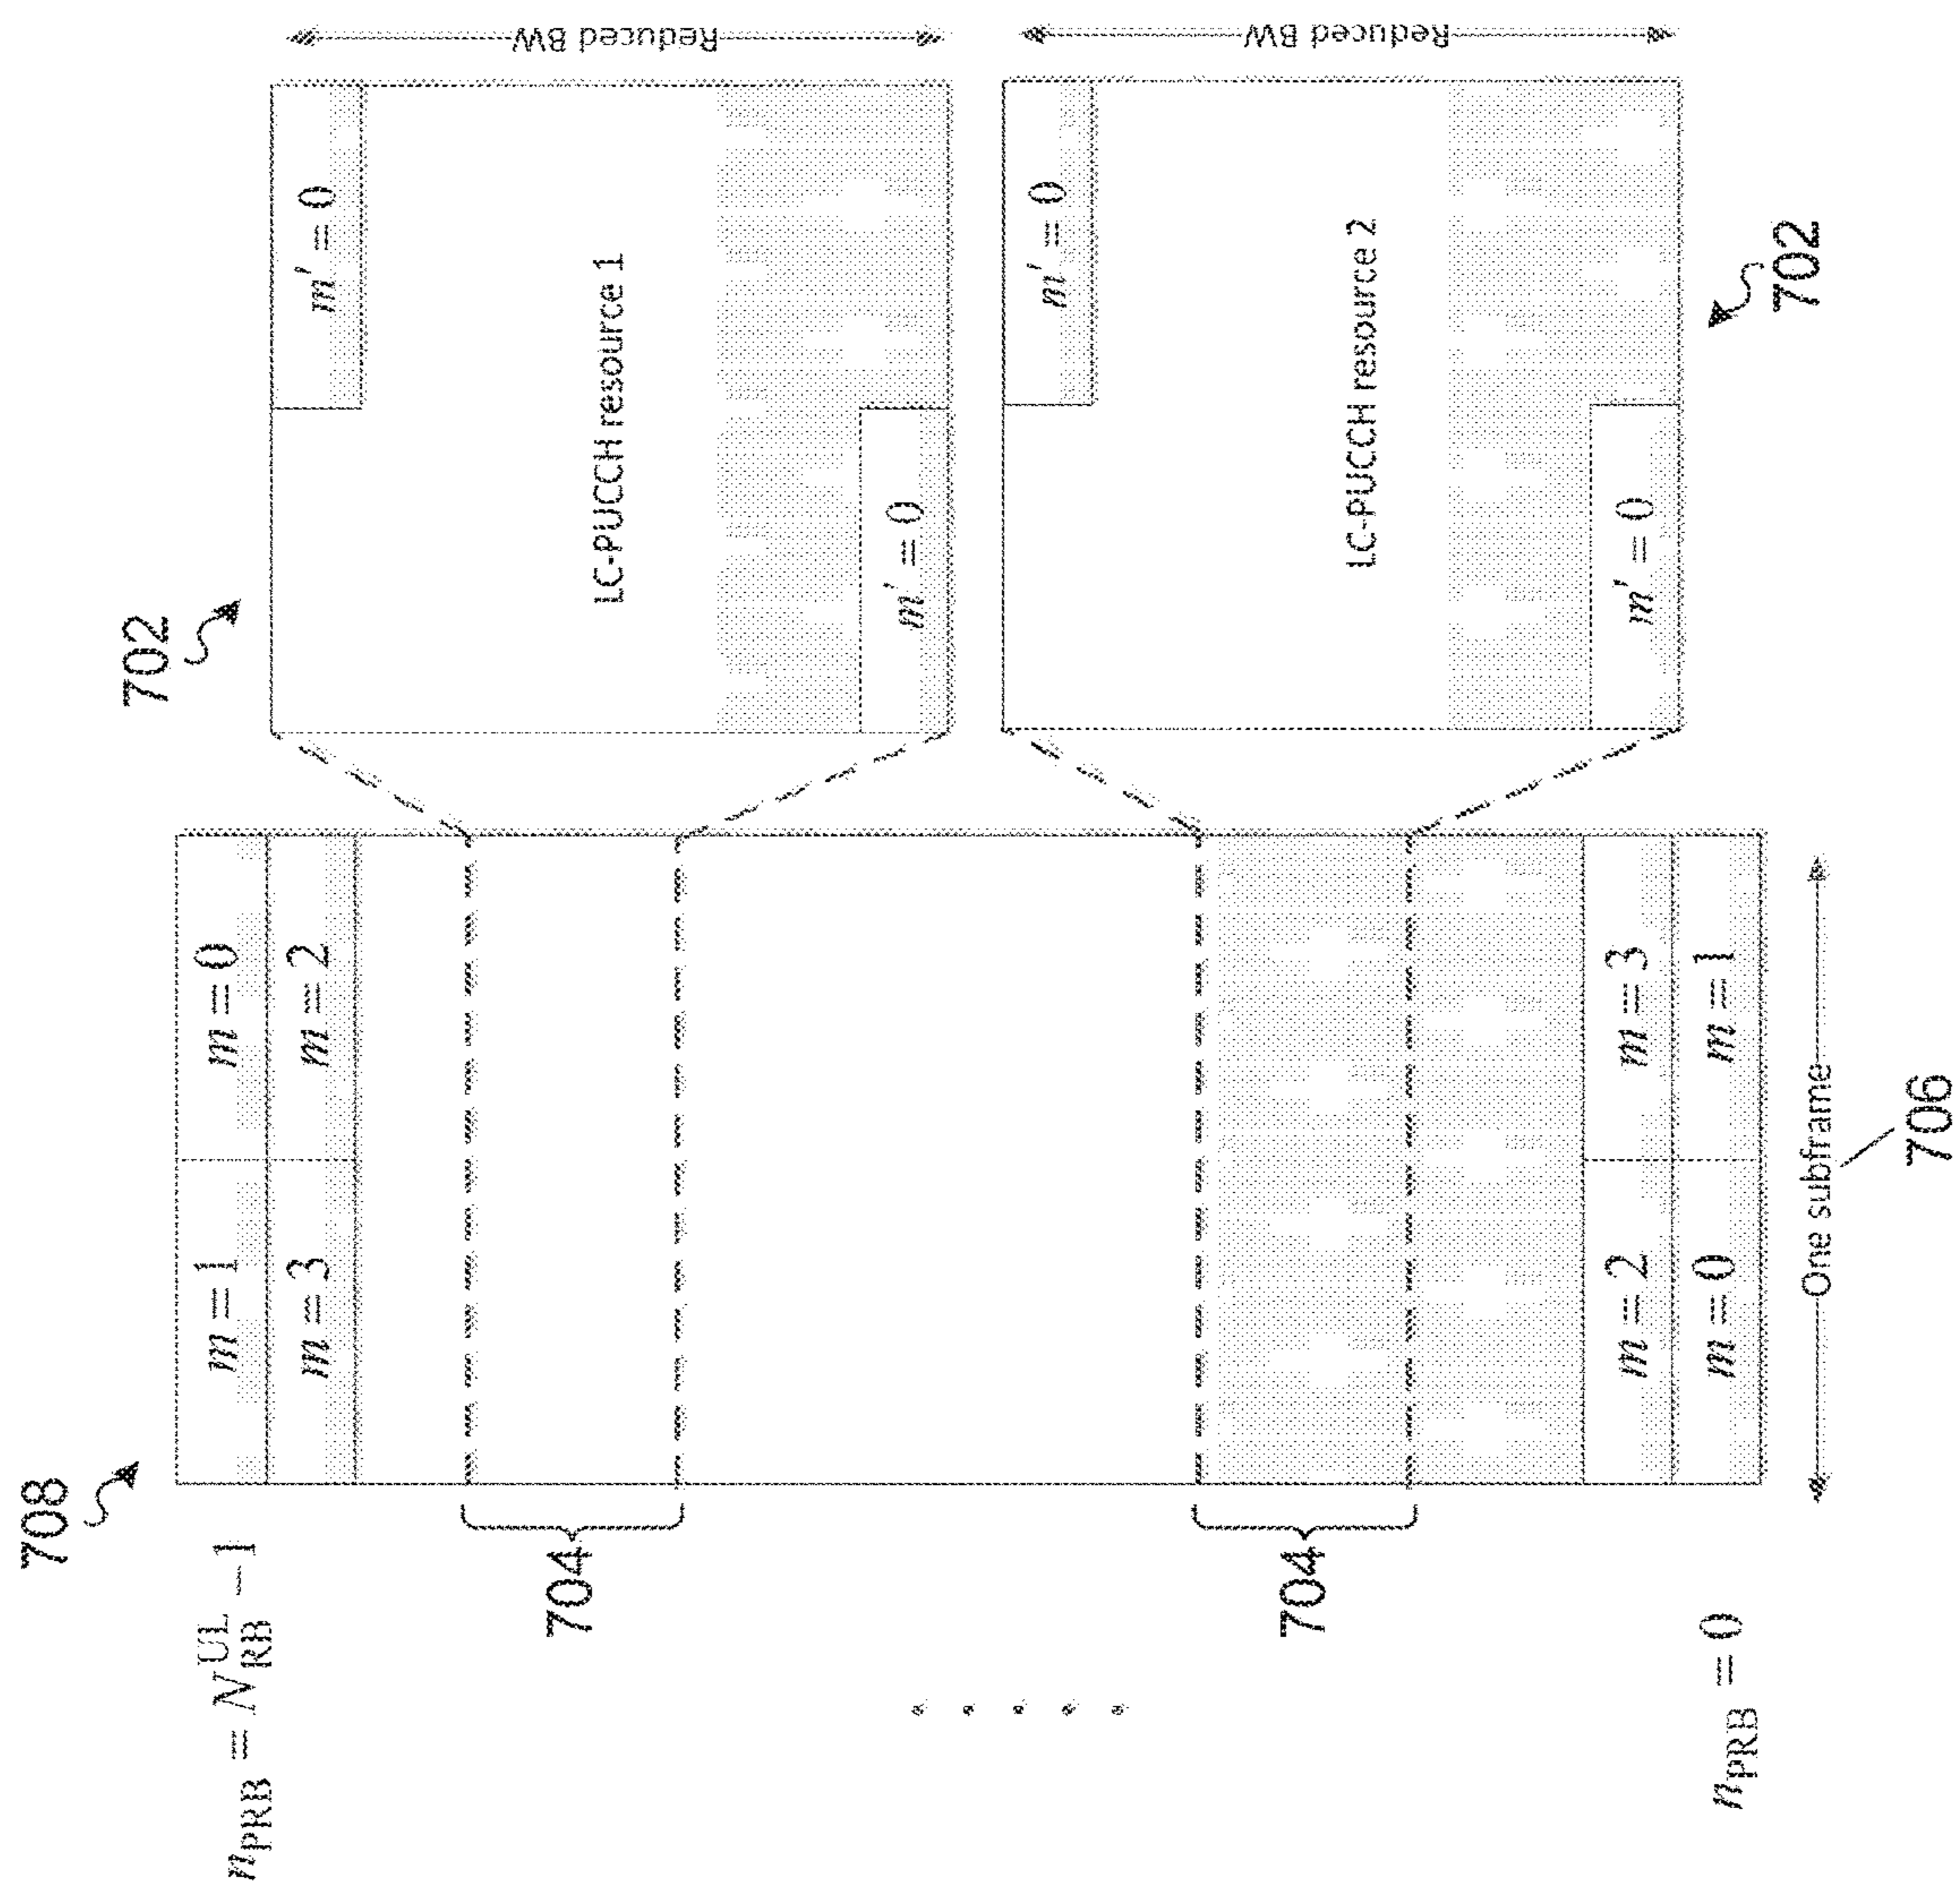 708
702
n_PRB = N_RB^UL −1
m = 1
m = 0
m = 3
m = 2
m′ = 0
704
LC-PUCCH resource 1
Reduced BW
m′ = 0
m′ = 0
704
LC-PUCCH resource 2
Reduced BW
m = 2
m = 3
m′ = 0
n_PRB = 0
m = 0
m = 1
702
One subframe
706